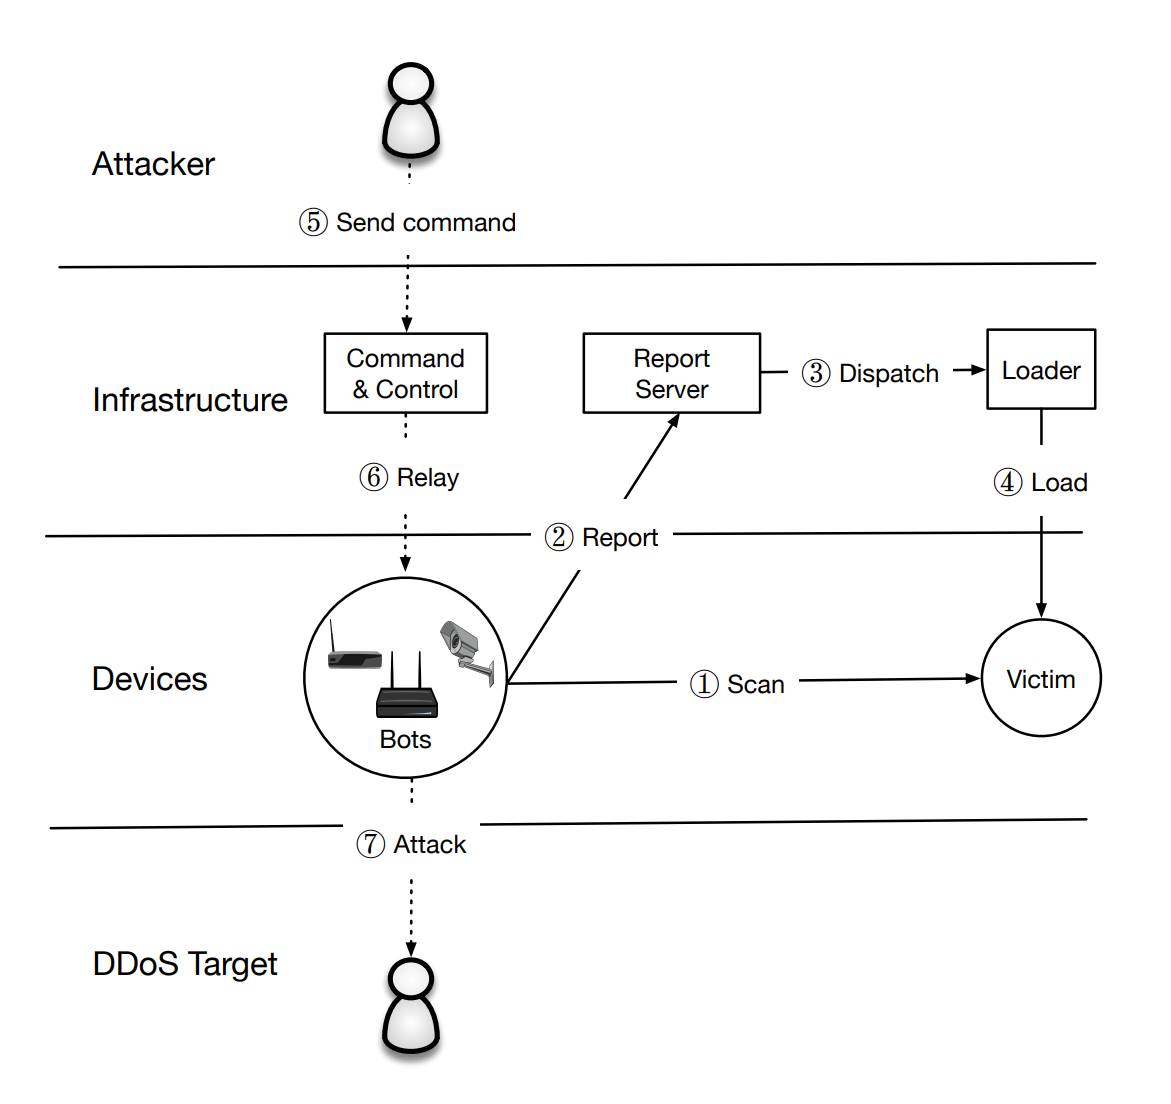 Attacker
⑤ Send command
Infrastructure
Command
& Control
Report
Server
③ Dispatch
Loader
⑥ Relay
④ Load
② Report
Devices
Bots
① Scan
Victim
⑦ Attack
DDoS Target